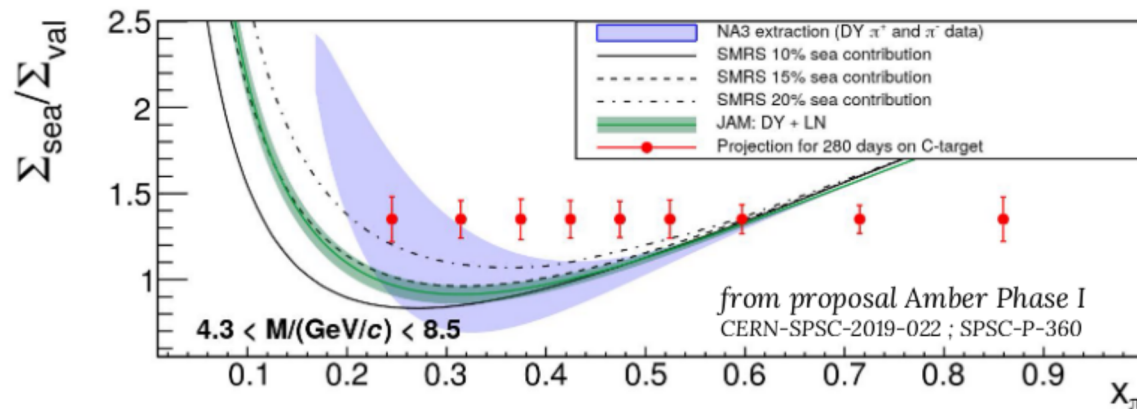 2.5
2
1.5
1
Σsea/Σval
NA3 extraction (DY π+ and π- data)
SMRS 10% sea contribution
SMRS 15% sea contribution
SMRS 20% sea contribution
JAM: DY + LN
Projection for 280 days on C-target
from proposal Amber Phase I
CERN-SPSC-2019-022 ; SPSC-P-360
4.3 < M/(GeV/c) < 8.5
0.1 0.2 0.3 0.4 0.5 0.6 0.7 0.8 0.9
xπ